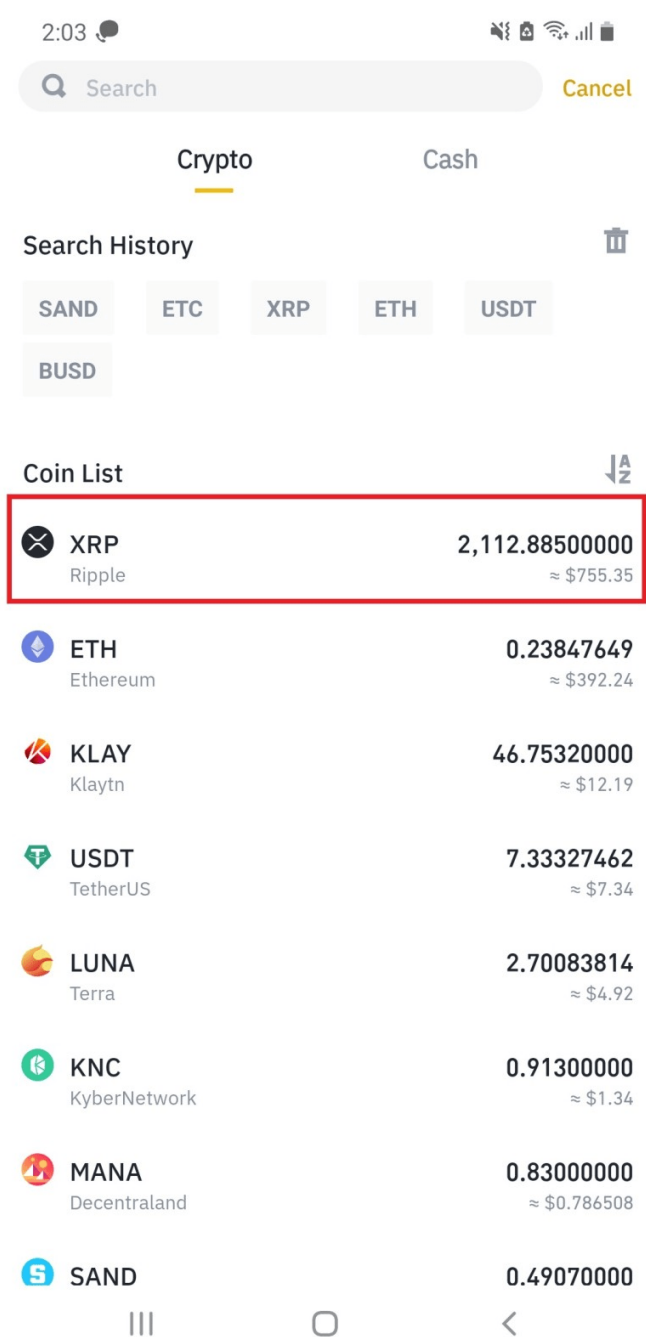 2:03
Search
Cancel
Crypto Cash
Search History
SAND ETC XRP ETH USDT
BUSD
Coin List
A
Z
XRP 2,112.88500000
Ripple ≈ $755.35
ETH 0.23847649
Ethereum ≈ $392.24
KLAY 46.75320000
Klaytn ≈ $12.19
USDT 7.33327462
TetherUS ≈ $7.34
LUNA 2.70083814
Terra ≈ $4.92
KNC 0.91300000
KyberNetwork ≈ $1.34
MANA 0.83000000
Decentraland ≈ $0.786508
SAND 0.49070000